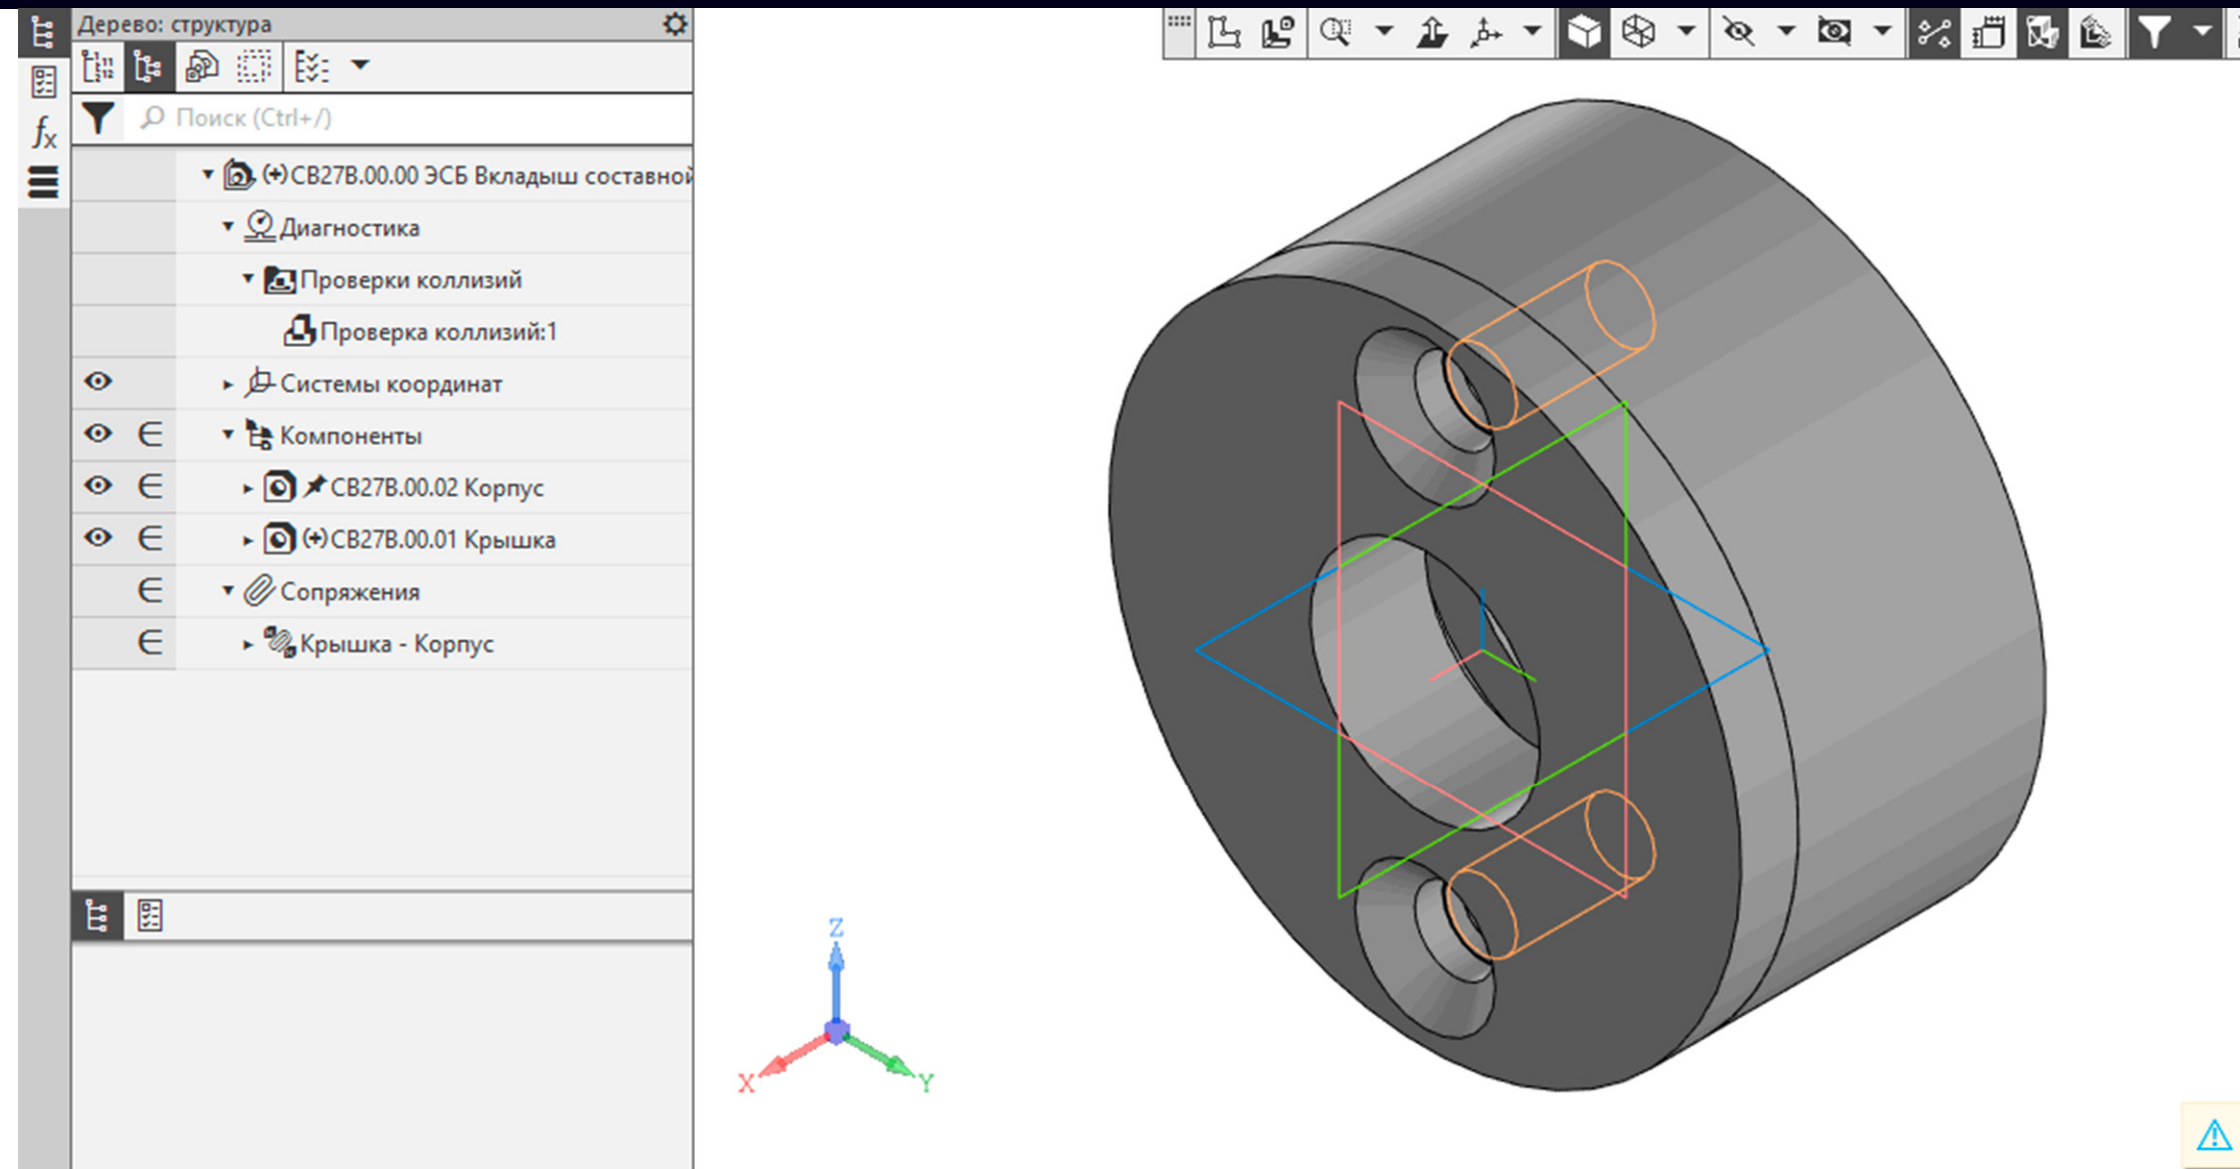 Дерево: структура
Поиск (Ctrl+/)
(+)СВ27В.00.00 ЭСБ Вкладыш составной
Диагностика
Проверки коллизий
Проверка коллизий:1
Системы координат
Компоненты
СВ27В.00.02 Корпус
(+)СВ27В.00.01 Крышка
Сопряжения
Крышка - Корпус
Z
X
Y